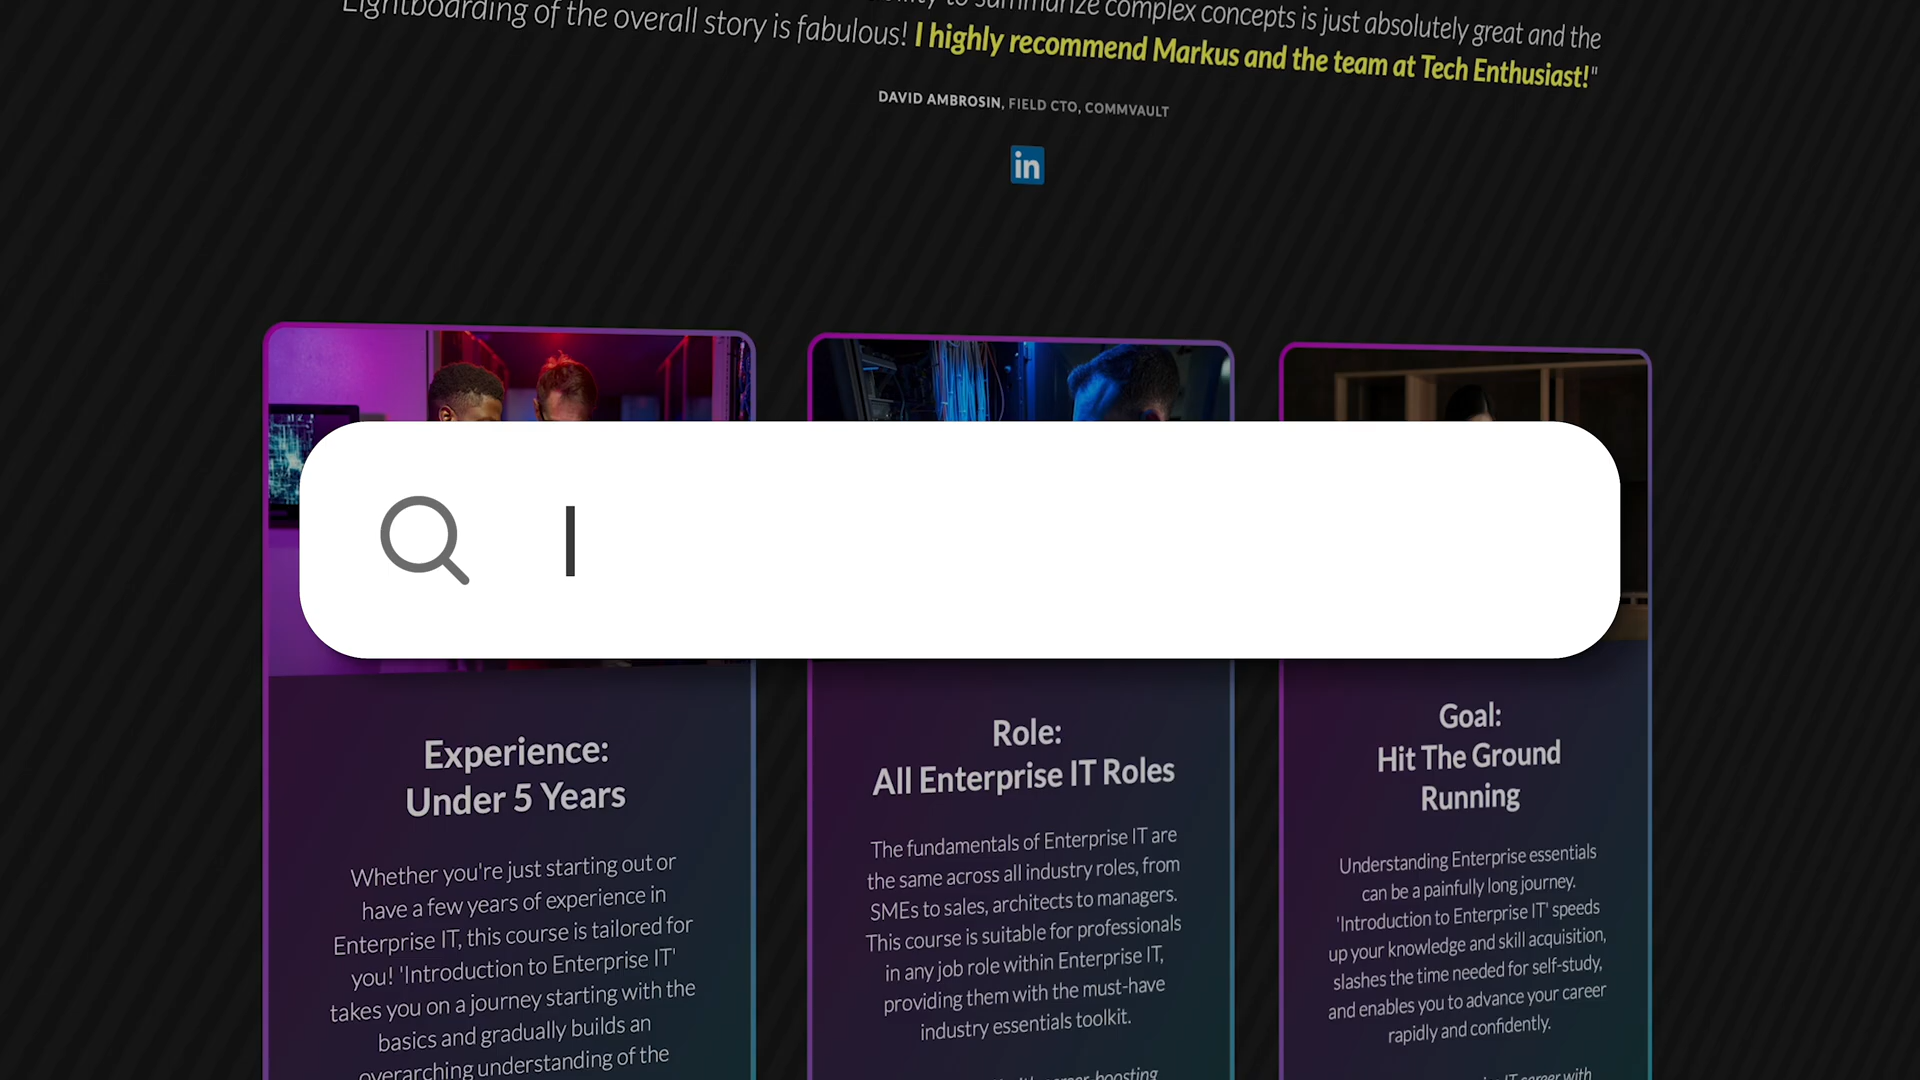 to summarize complex concepts is just absolutely great and the
Lightboarding of the overall story is fabulous! I highly recommend Markus and the team at Tech Enthusiast!"
DAVID AMBROSIN, FIELD CTO, COMMVAULT
in
Experience:
Under 5 Years
Whether you're just starting out or
have a few years of experience in
Enterprise IT, this course is tailored for
you! 'Introduction to Enterprise IT'
takes you on a journey starting with the
basics and gradually builds an
overarching understanding of the
Role:
All Enterprise IT Roles
The fundamentals of Enterprise IT are
the same across all industry roles, from
SMEs to sales, architects to managers.
This course is suitable for professionals
in any job role within Enterprise IT,
providing them with the must-have
industry essentials toolkit.
career-boosting
Goal:
Hit The Ground
Running
Understanding Enterprise essentials
can be a painfully long journey.
'Introduction to Enterprise IT' speeds
up your knowledge and skill acquisition,
slashes the time needed for self-study,
and enables you to advance your career
rapidly and confidently.
IT career with